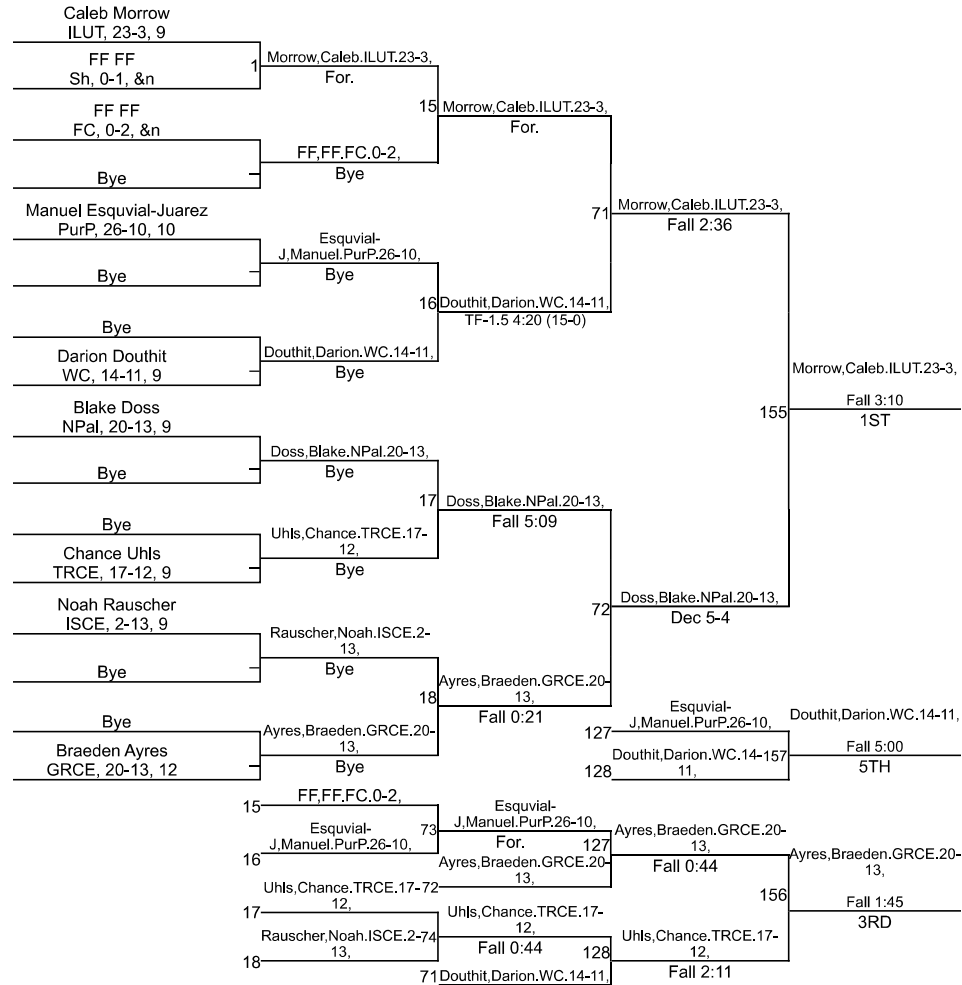 Caleb Morrow
ILUT, 23-3, 9
FF FF
Sh, 0-1, &n
1
Morrow,Caleb.ILUT.23-3,
For.
FF FF
FC, 0-2, &n
Bye
FF,FF.FC.0-2,
Bye
15
Morrow,Caleb.ILUT.23-3,
For.
Manuel Esquvial-Juarez
PurP, 26-10, 10
Bye
Esquvial-
J,Manuel.PurP.26-10,
Bye
Bye
Darion Douthit
WC, 14-11, 9
Douthit,Darion.WC.14-11,
Bye
16
Douthit,Darion.WC.14-11,
TF-1.5 4:20 (15-0)
71
Morrow,Caleb.ILUT.23-3,
Fall 2:36
Blake Doss
NPal, 20-13, 9
Bye
Doss,Blake.NPal.20-13,
Bye
Bye
Chance Uhls
TRCE, 17-12, 9
Uhls,Chance.TRCE.17-
12,
Bye
17
Doss,Blake.NPal.20-13,
Fall 5:09
Noah Rauscher
ISCE, 2-13, 9
Bye
Rauscher,Noah.ISCE.2-
13,
Bye
Bye
Braeden Ayres
GRCE, 20-13, 12
Ayres,Braeden.GRCE.20-
13,
Bye
18
Ayres,Braeden.GRCE.20-
13,
Fall 0:21
72
Doss,Blake.NPal.20-13,
Dec 5-4
155
Morrow,Caleb.ILUT.23-3,
Fall 3:10
1ST
127
Esquvial-
J,Manuel.PurP.26-10,
128
Douthit,Darion.WC.14-
11,
157
Douthit,Darion.WC.14-11,
Fall 5:00
5TH
15
FF,FF.FC.0-2,
16
Esquvial-
J,Manuel.PurP.26-10,
73
Esquvial-
J,Manuel.PurP.26-10,
For.
72
Ayres,Braeden.GRCE.20-
13,
127
Ayres,Braeden.GRCE.20-
13,
Fall 0:44
17
Uhls,Chance.TRCE.17-
12,
18
Rauscher,Noah.ISCE.2-
13,
74
Uhls,Chance.TRCE.17-
12,
Fall 0:44
71
Douthit,Darion.WC.14-11,
128
Uhls,Chance.TRCE.17-
12,
Fall 2:11
156
Ayres,Braeden.GRCE.20-
13,
Fall 1:45
3RD